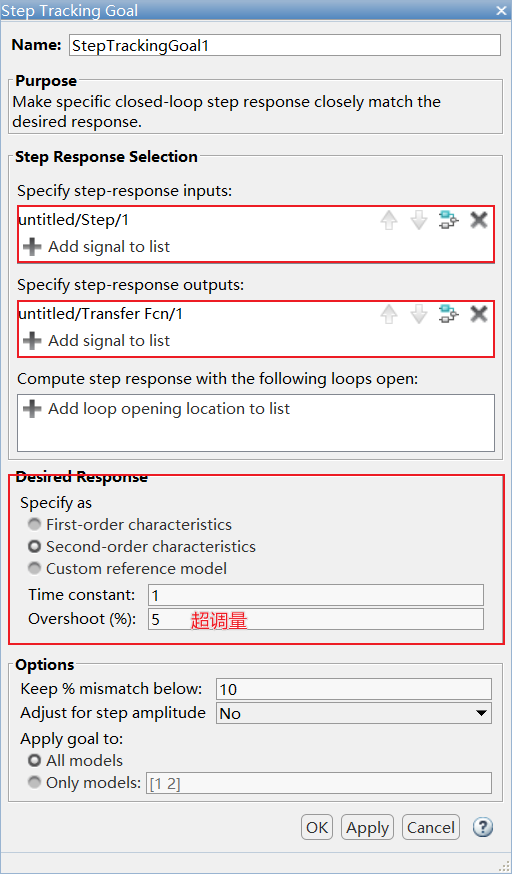 Step Tracking Goal
Name: StepTrackingGoal1
Purpose
Make specific closed-loop step response closely match the
desired response.
Step Response Selection
Specify step-response inputs:
untitled/Step/1
Add signal to list
Specify step-response outputs:
untitled/Transfer Fcn/1
Add signal to list
Compute step response with the following loops open:
Add loop opening location to list
Desired Response
Specify as
First-order characteristics
Second-order characteristics
Custom reference model
Time constant: 1
Overshoot (%): 5 超调量
Options
Keep % mismatch below: 10
Adjust for step amplitude No
Apply goal to:
All models
Only models: [1 2]
OK Apply Cancel ?